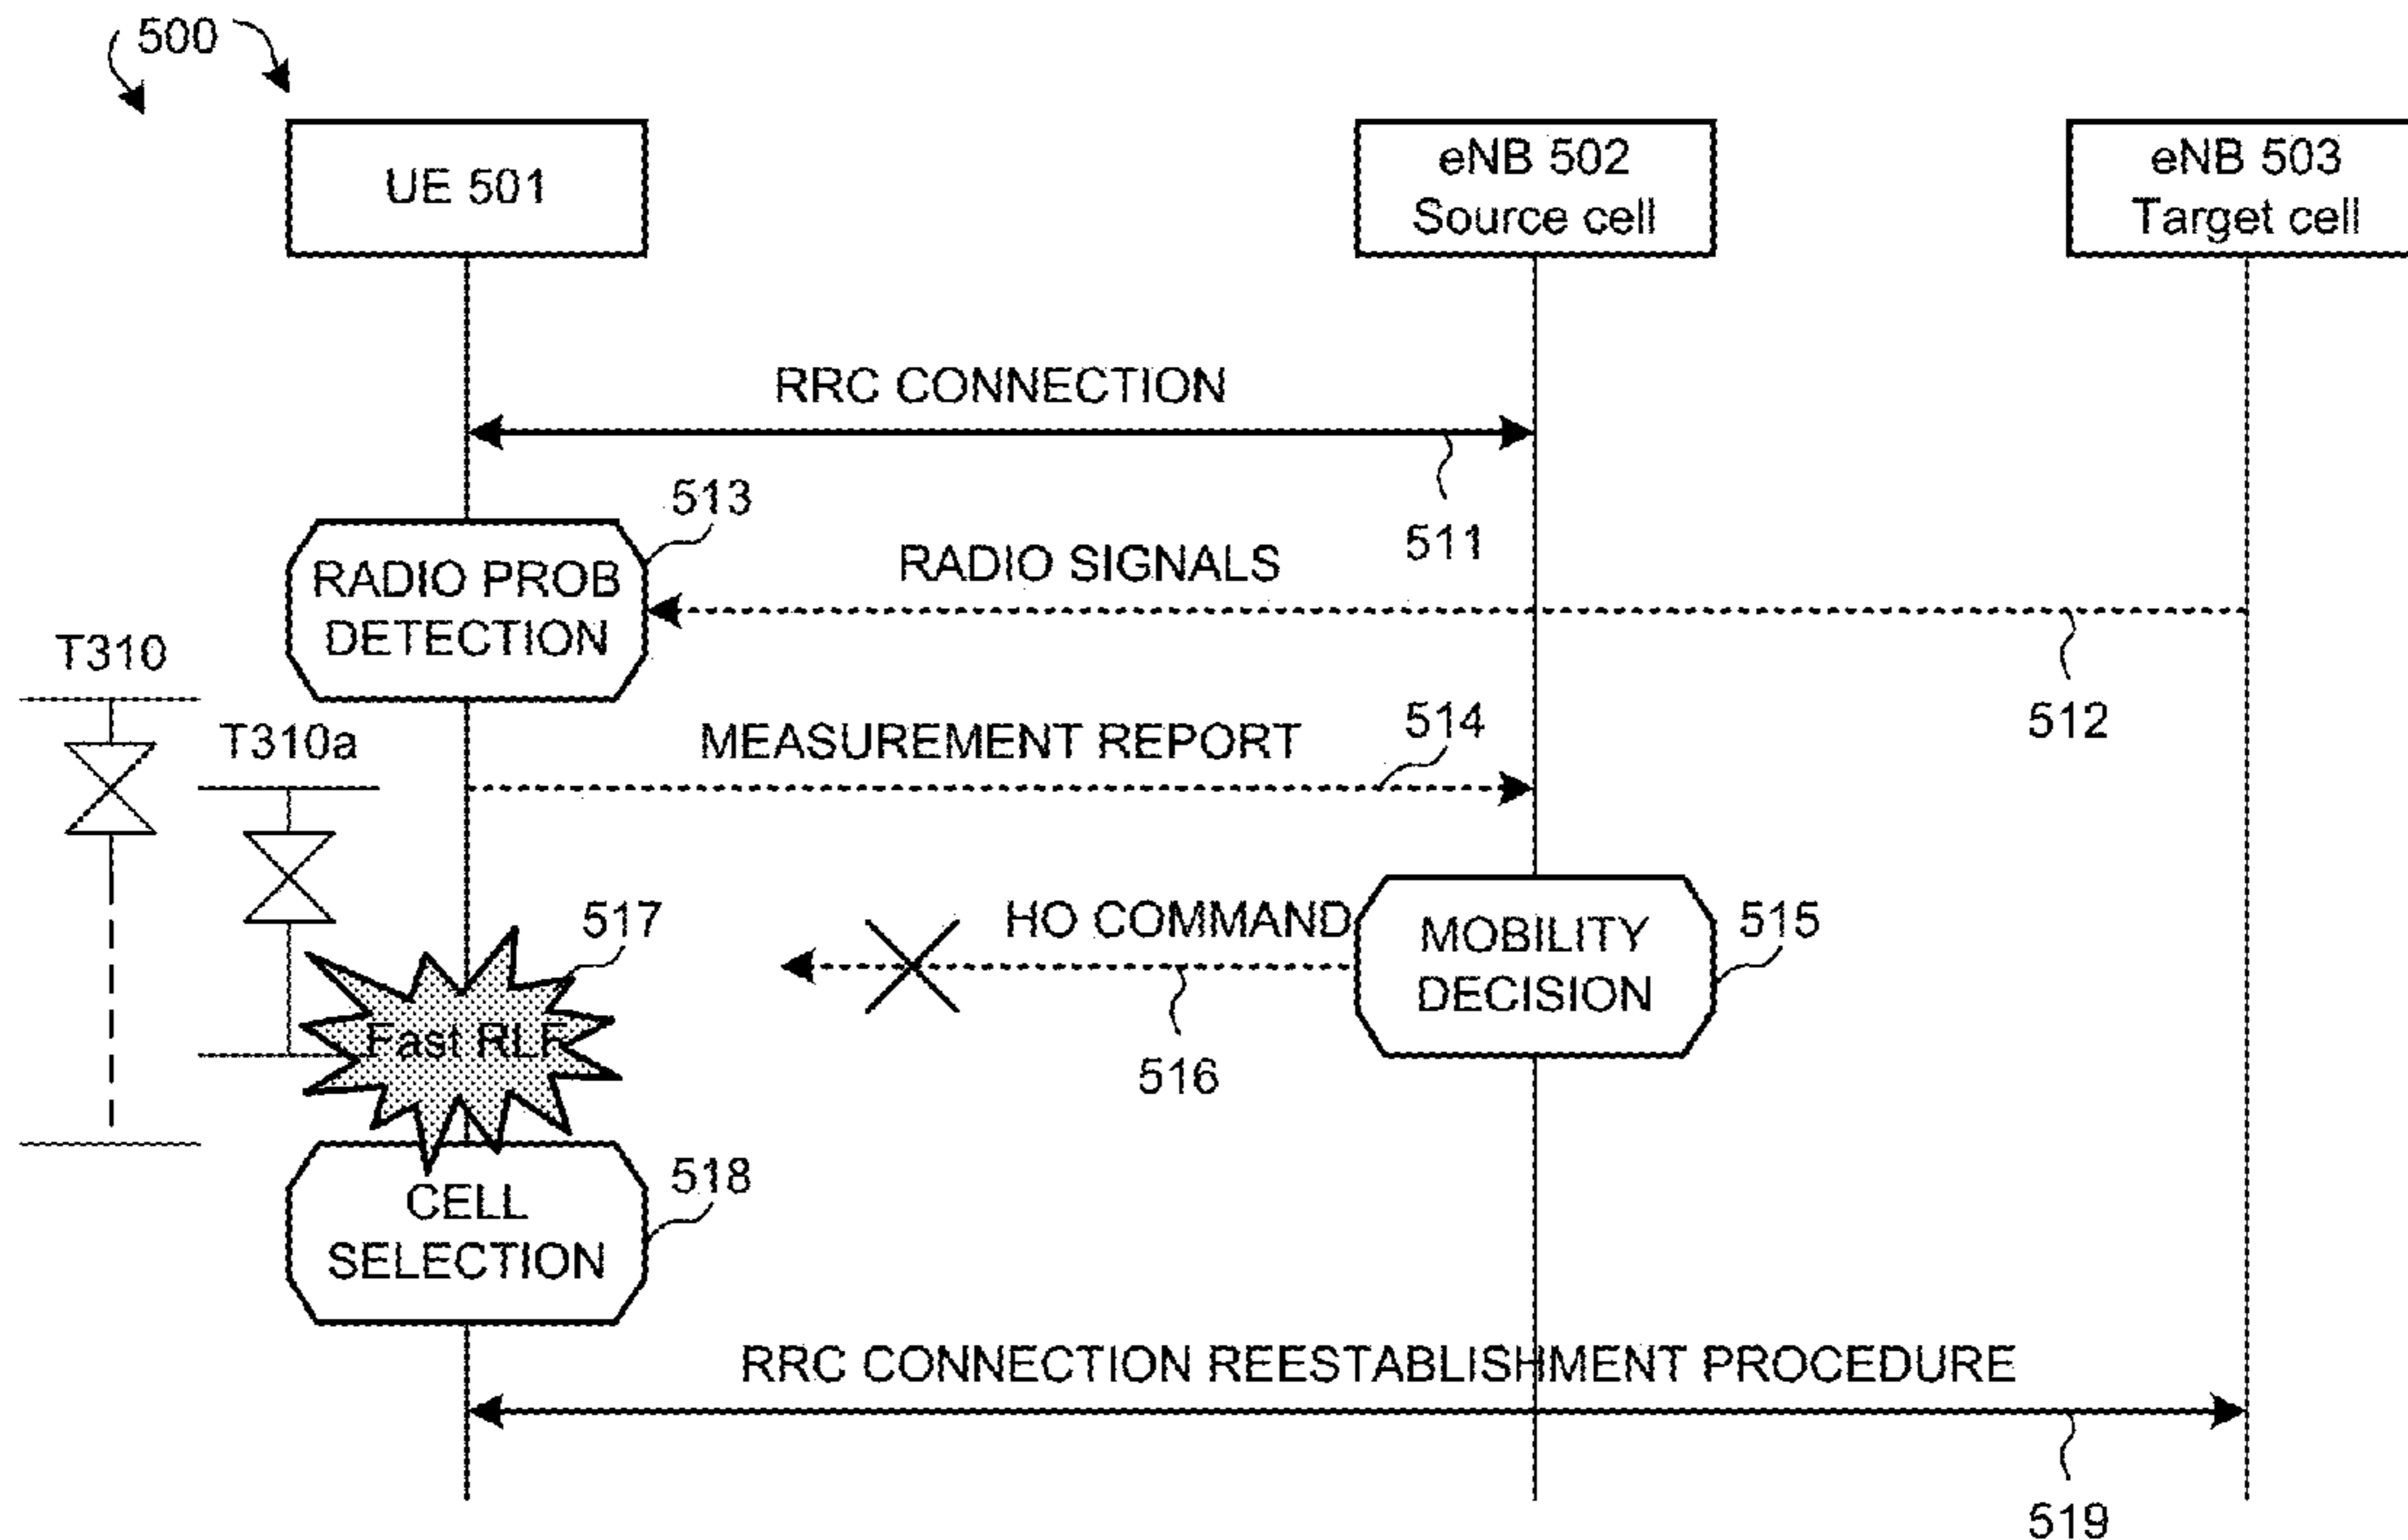 500
UE 501
eNB 502
Source cell
eNB 503
Target cell
RRC CONNECTION
511
513
RADIO PROB
DETECTION
RADIO SIGNALS
512
T310
T310a
MEASUREMENT REPORT
514
HO COMMAND
516
MOBILITY
DECISION
515
517
Fast RLF
CELL
SELECTION
518
RRC CONNECTION REESTABLISHMENT PROCEDURE
519